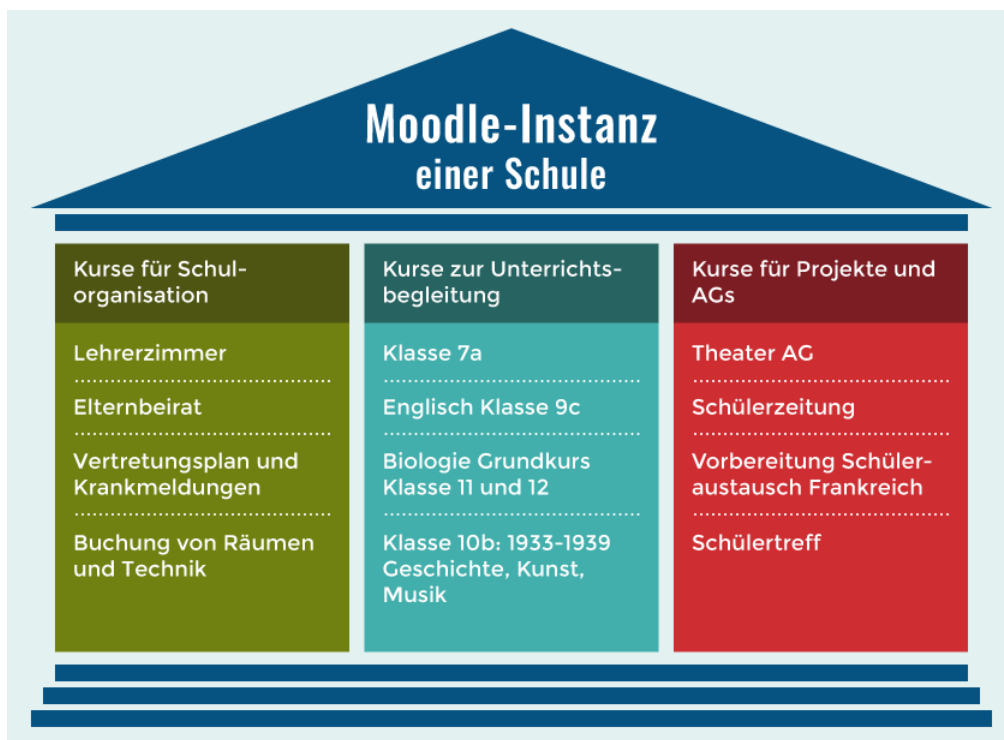 Moodle-Instanz
einer Schule
Kurse für Schul-
organisation
Lehrerzimmer
Elternbeirat
Vertretungsplan und
Krankmeldungen
Buchung von Räumen
und Technik
Kurse zur Unterrichts-
begleitung
Klasse 7a
Englisch Klasse 9c
Biologie Grundkurs
Klasse 11 und 12
Klasse 10b: 1933-1939
Geschichte, Kunst,
Musik
Kurse für Projekte und
AGs
Theater AG
Schülerzeitung
Vorbereitung Schüler-
austausch Frankreich
Schülertreff